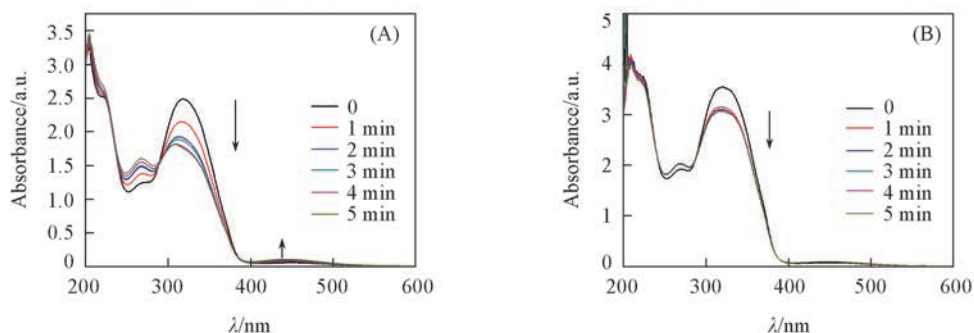 (A)
3.5
3.0
2.5
2.0
1.5
1.0
0.5
0
Absorbance/a.u.
0
1 min
2 min
3 min
4 min
5 min
200 300 400 500 600
λ/nm
(B)
5
4
3
2
1
0
Absorbance/a.u.
0
1 min
2 min
3 min
4 min
5 min
200 300 400 500 600
λ/nm